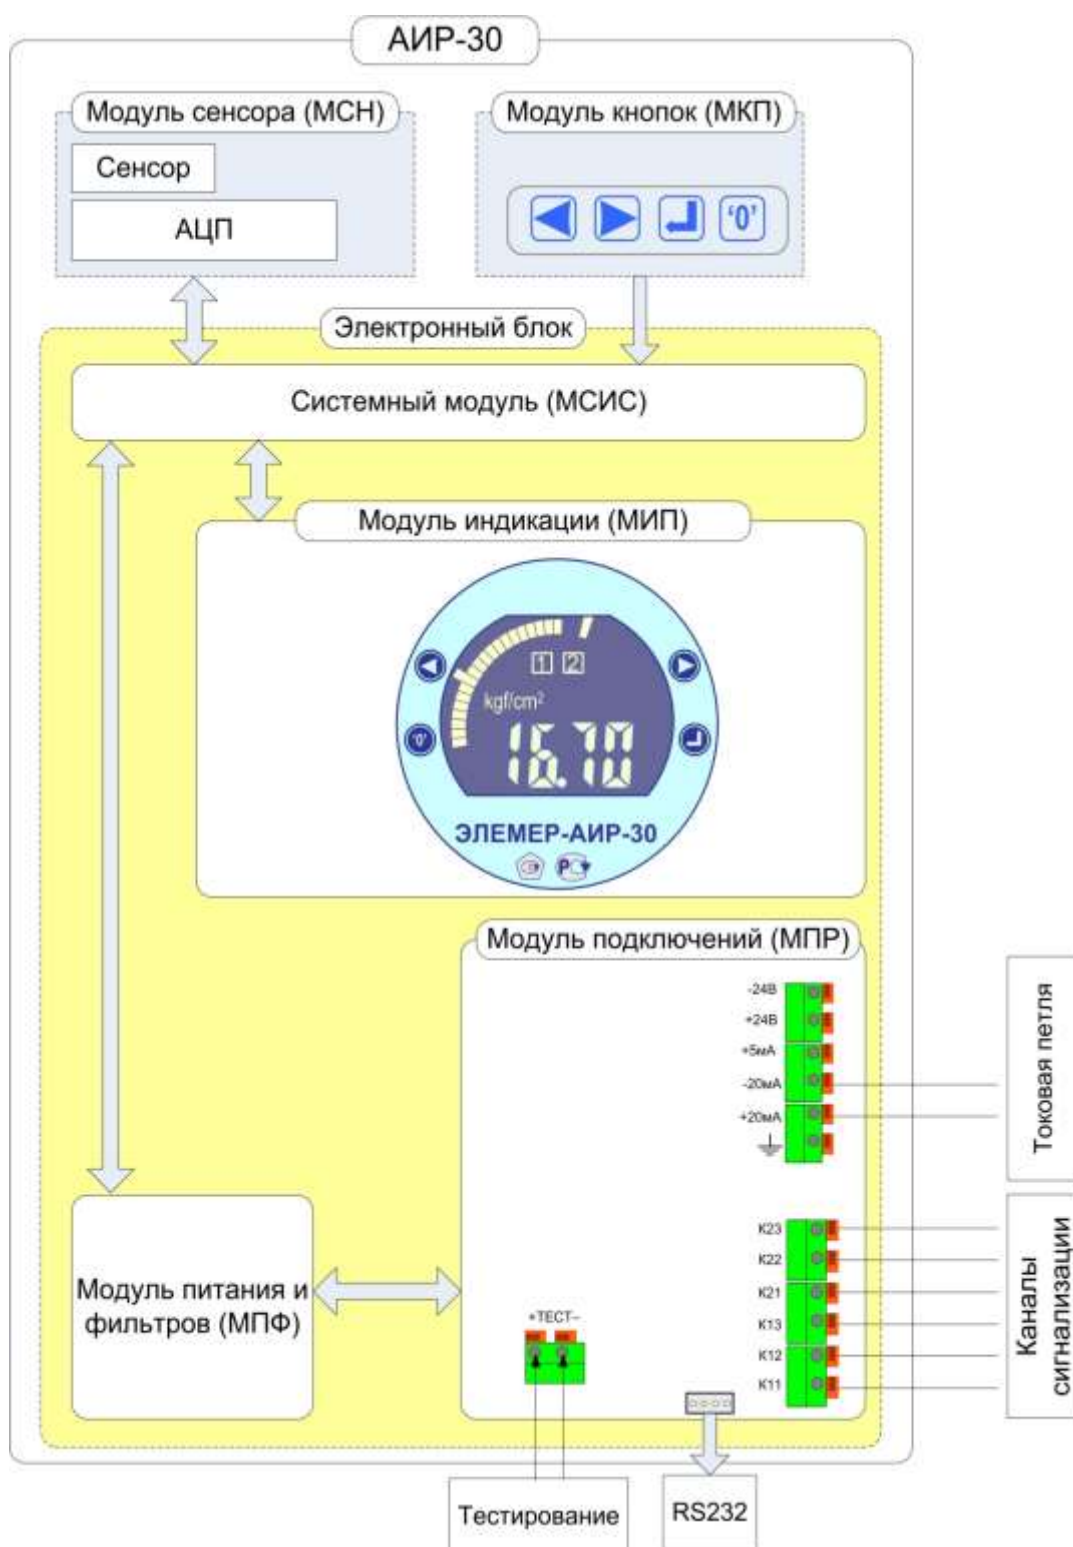 АИР-30
Модуль сенсора (МСН)
Модуль кнопок (МКП)
Сенсор
АЦП
‘0’
Электронный блок
Системный модуль (МСИС)
Модуль индикации (МИП)
1 2
kgf/cm²
‘0’
16.70
ЭЛЕМЕР-АИР-30
Модуль подключений (МПР)
-24В
+24В
+5мА
-20мА
+20мА
Токовая петля
К23
К22
К21
К13
К12
К11
Каналы
сигнализации
Модуль питания и
фильтров (МПФ)
+ТЕСТ–
Тестирование
RS232